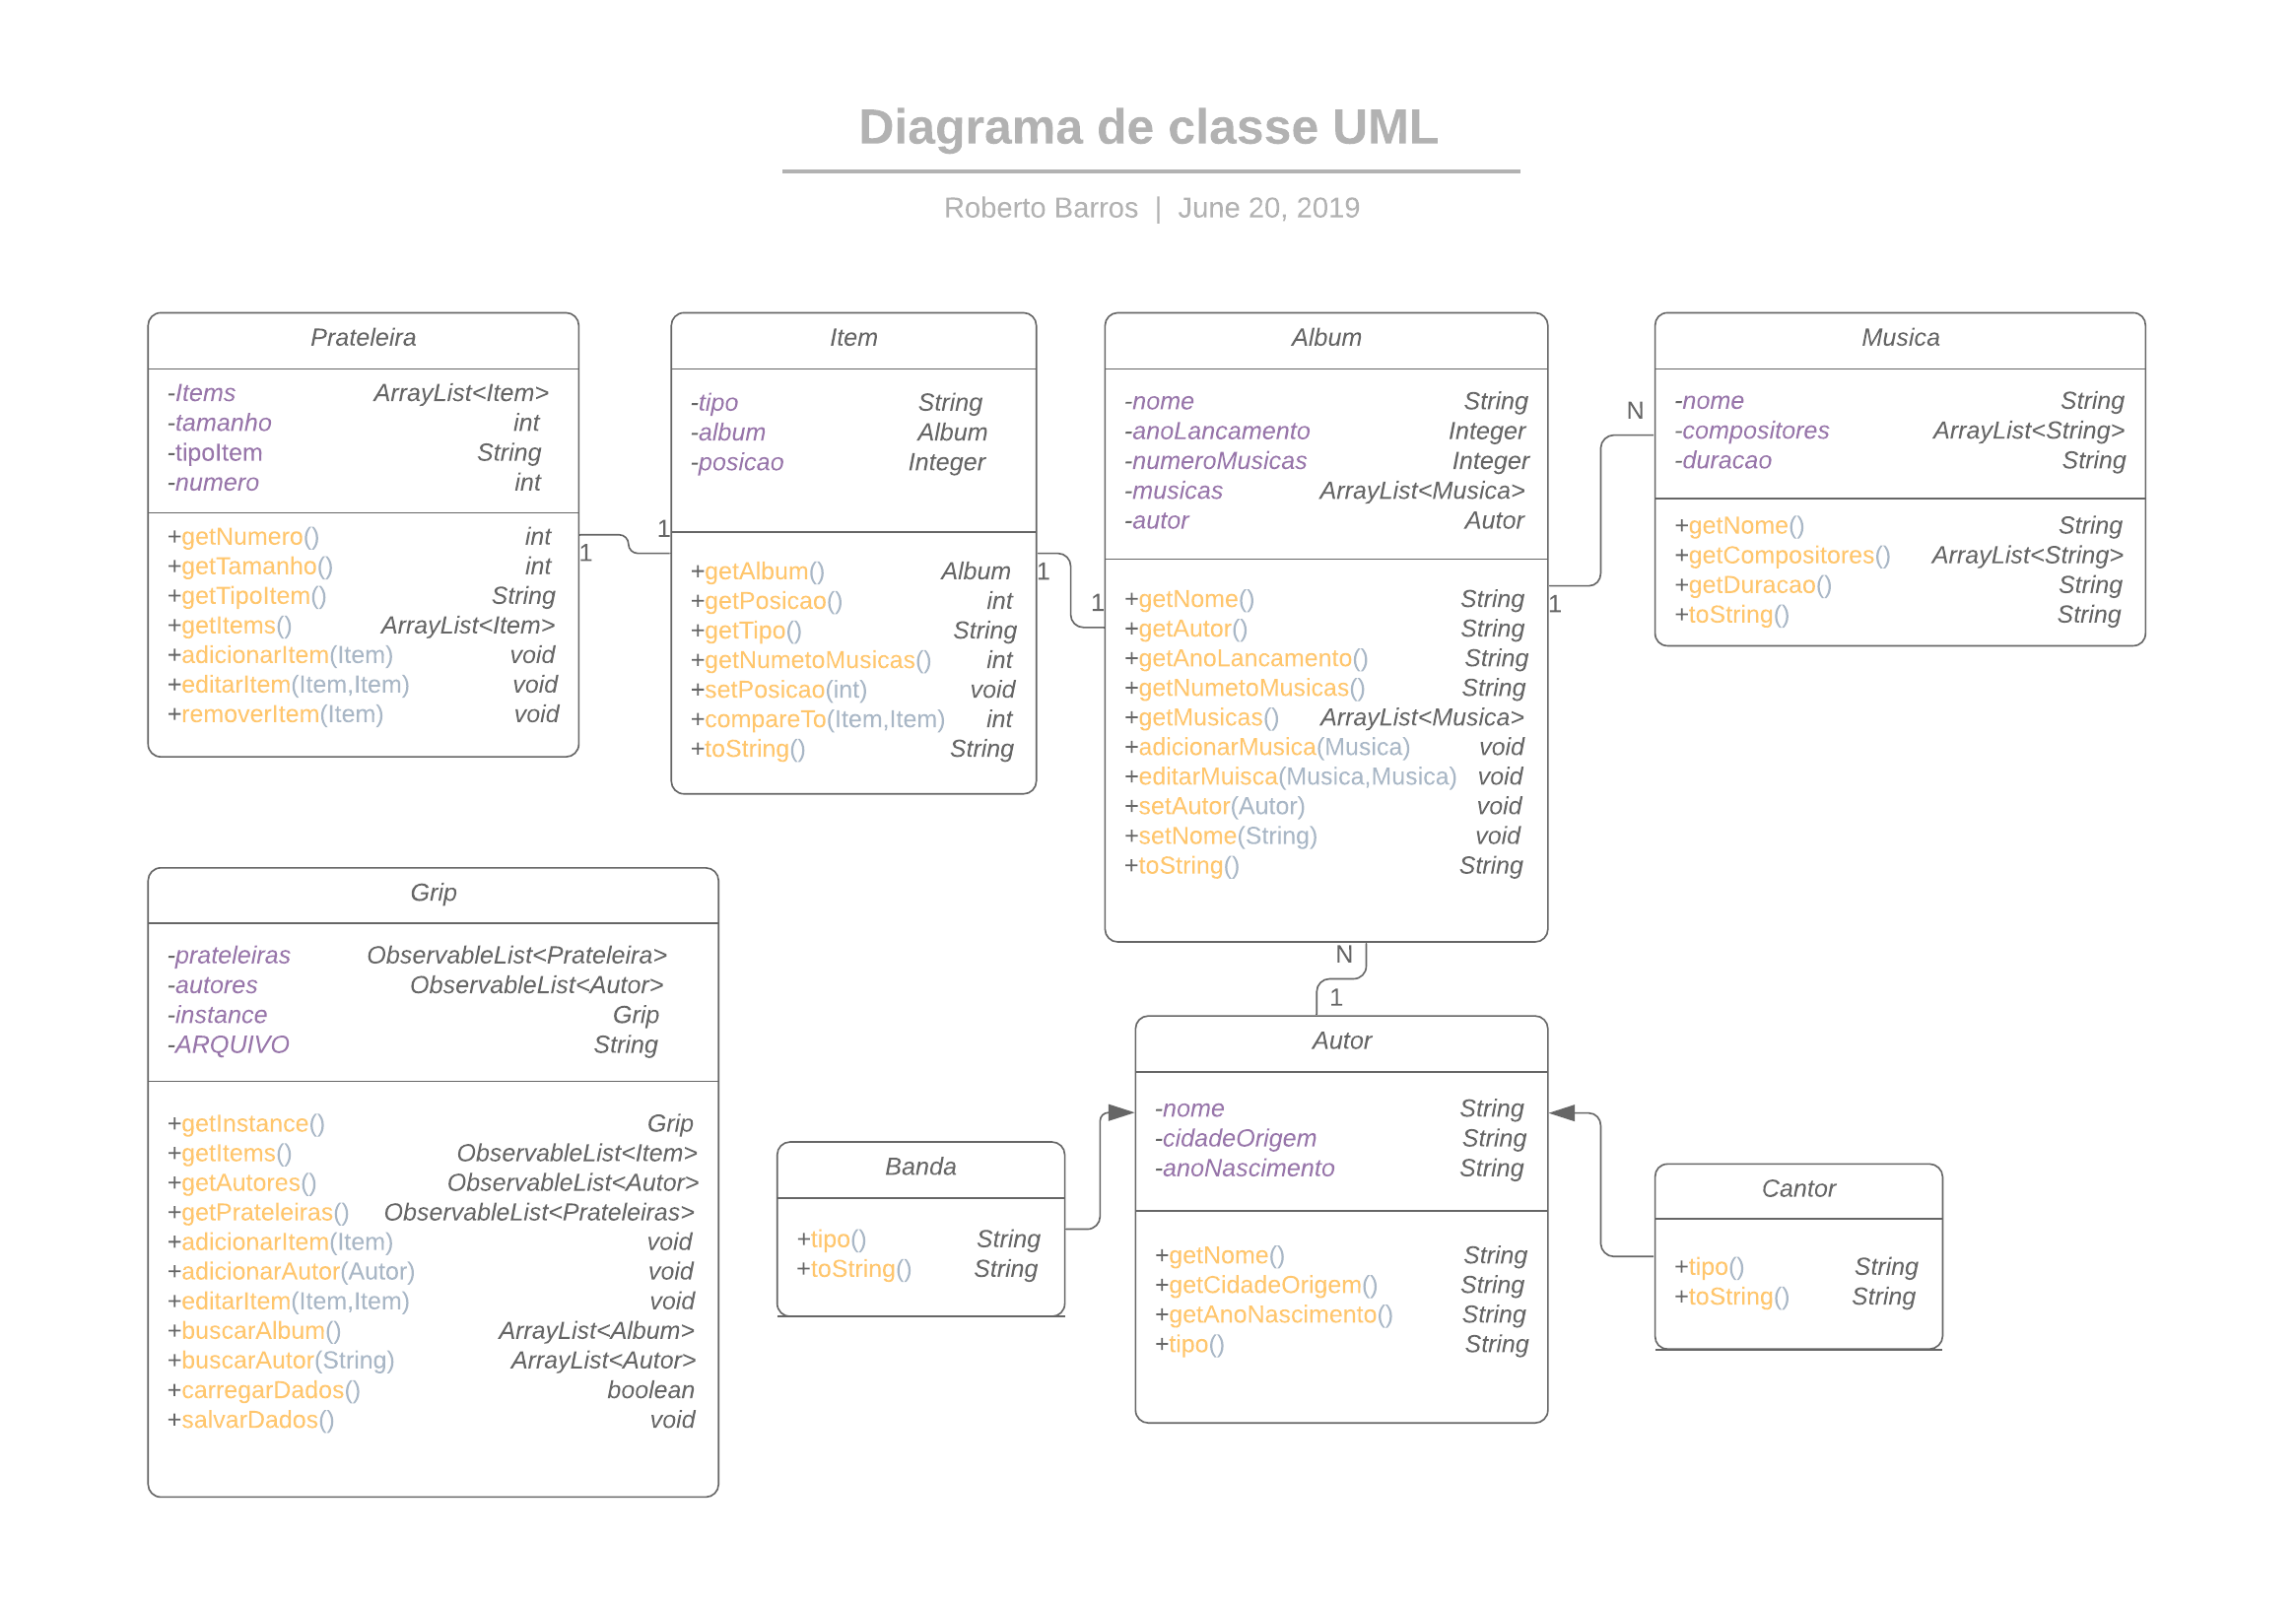 Diagrama de classe UML
Roberto Barros | June 20, 2019
Prateleira
-Items ArrayList<Item>
-tamanho int
-tipoItem String
-numero int
+getNumero() int
+getTamanho() int
+getTipoItem() String
+getItems() ArrayList<Item>
+adicionarItem(Item) void
+editarItem(Item,Item) void
+removerItem(Item) void
1
1
Item
-tipo String
-album Album
-posicao Integer
+getAlbum() Album
+getPosicao() int
+getTipo() String
+getNumetoMusicas() int
+setPosicao(int) void
+compareTo(Item,Item) int
+toString() String
1
1
Album
-nome String
-anoLancamento Integer
-numeroMusicas Integer
-musicas ArrayList<Musica>
-autor Autor
+getNome() String
+getAutor() String
+getAnoLancamento() String
+getNumetoMusicas() String
+getMusicas() ArrayList<Musica>
+adicionarMusica(Musica) void
+editarMuisca(Musica,Musica) void
+setAutor(Autor) void
+setNome(String) void
+toString() String
N
1
Musica
-nome String
-compositores ArrayList<String>
-duracao String
+getNome() String
+getCompositores() ArrayList<String>
+getDuracao() String
+toString() String
Grip
-prateleiras ObservableList<Prateleira>
-autores ObservableList<Autor>
-instance Grip
-ARQUIVO String
+getInstance() Grip
+getItems() ObservableList<Item>
+getAutores() ObservableList<Autor>
+getPrateleiras() ObservableList<Prateleiras>
+adicionarItem(Item) void
+adicionarAutor(Autor) void
+editarItem(Item,Item) void
+buscarAlbum() ArrayList<Album>
+buscarAutor(String) ArrayList<Autor>
+carregarDados() boolean
+salvarDados() void
N
1
Banda
+tipo() String
+toString() String
Autor
-nome String
-cidadeOrigem String
-anoNascimento String
+getNome() String
+getCidadeOrigem() String
+getAnoNascimento() String
+tipo() String
Cantor
+tipo() String
+toString() String